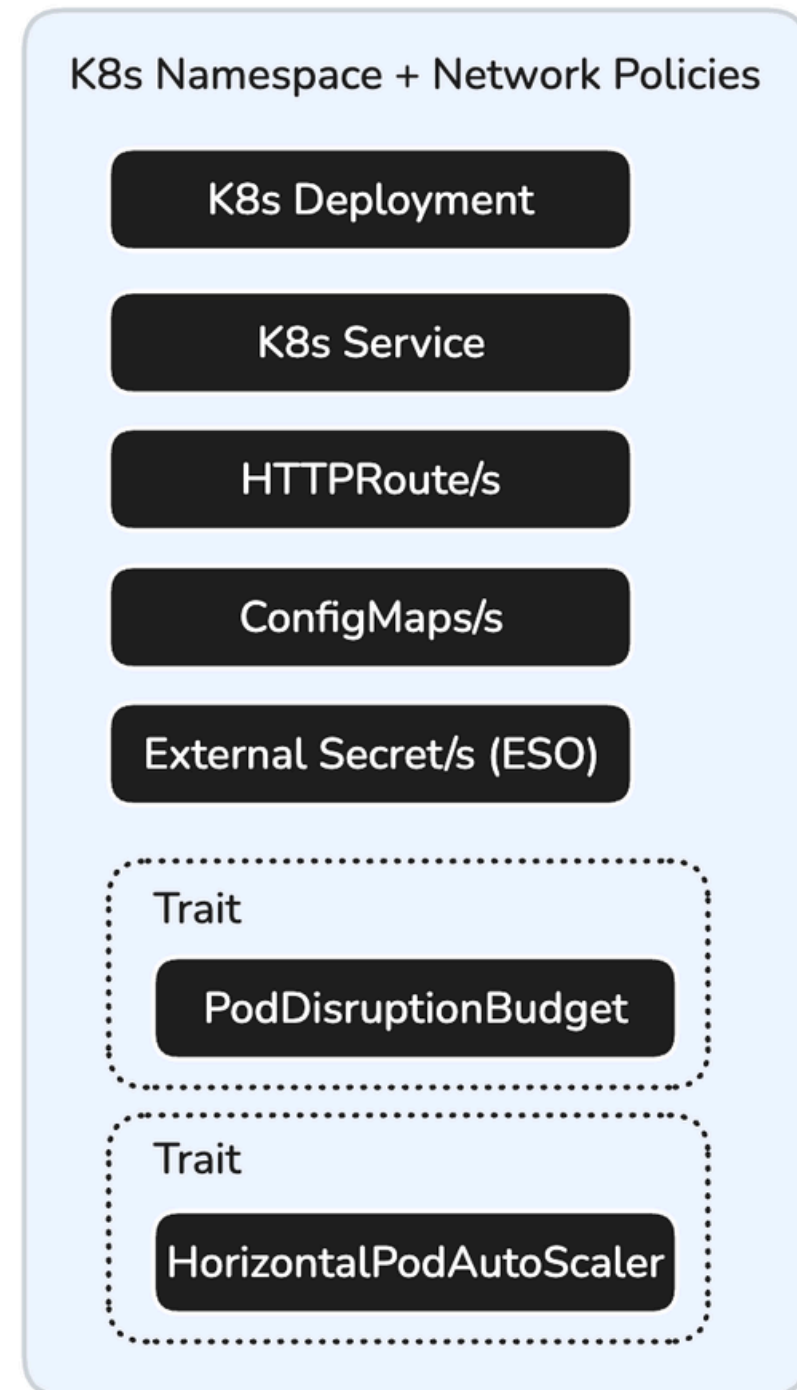 K8s Namespace + Network Policies
K8s Deployment
K8s Service
HTTPRoute/s
ConfigMaps/s
External Secret/s (ESO)
Trait
PodDisruptionBudget
Trait
HorizontalPodAutoScaler